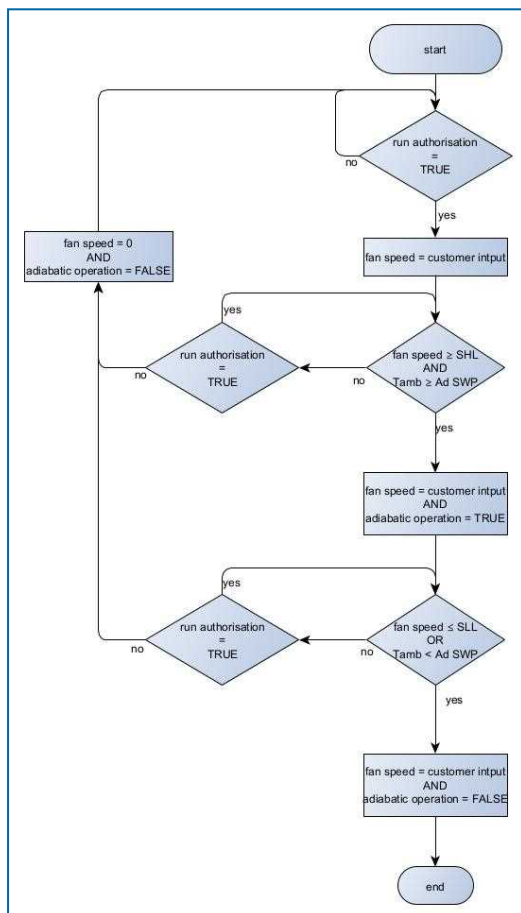 start
run authorisation
=
TRUE
no
yes
fan speed = 0
AND
adiabatic operation = FALSE
fan speed = customer intput
yes
run authorisation
=
TRUE
no
fan speed ≥ SHL
AND
Tamb ≥ Ad SWP
no
yes
fan speed = customer intput
AND
adiabatic operation = TRUE
yes
run authorisation
=
TRUE
no
fan speed ≤ SLL
OR
Tamb < Ad SWP
no
yes
fan speed = customer intput
AND
adiabatic operation = FALSE
end